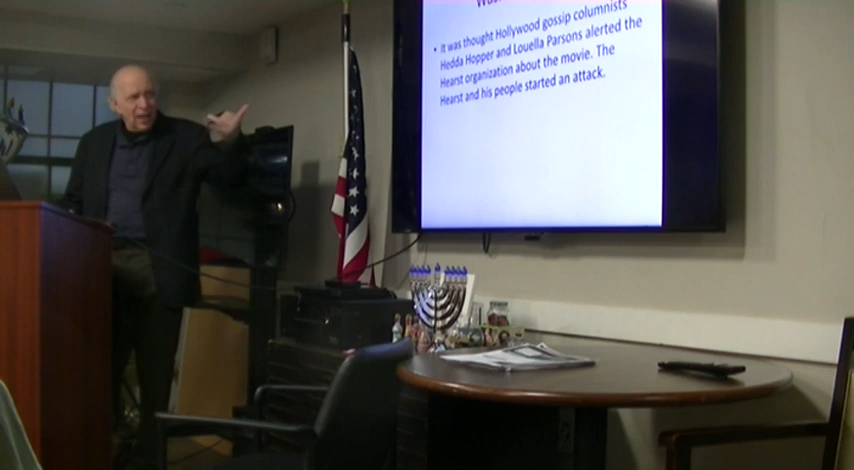 • It was thought Hollywood gossip columnists
Hedda Hopper and Louella Parsons alerted the
Hearst organization about the movie. The
Hearst and his people started an attack.